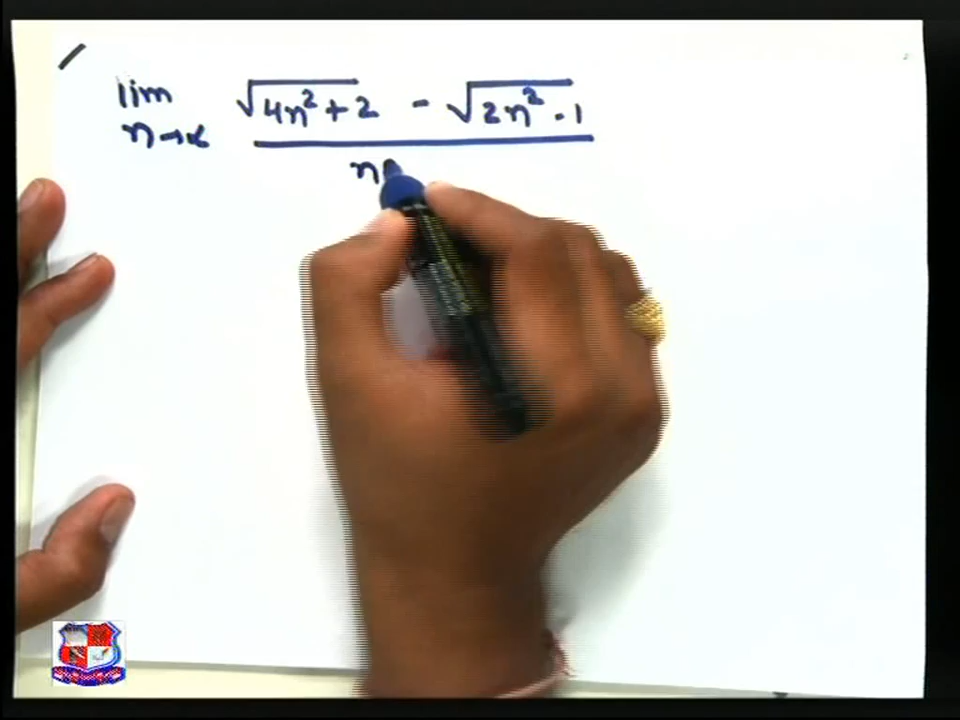 lim √4n²+2 - √2n²-1
n→∞ n